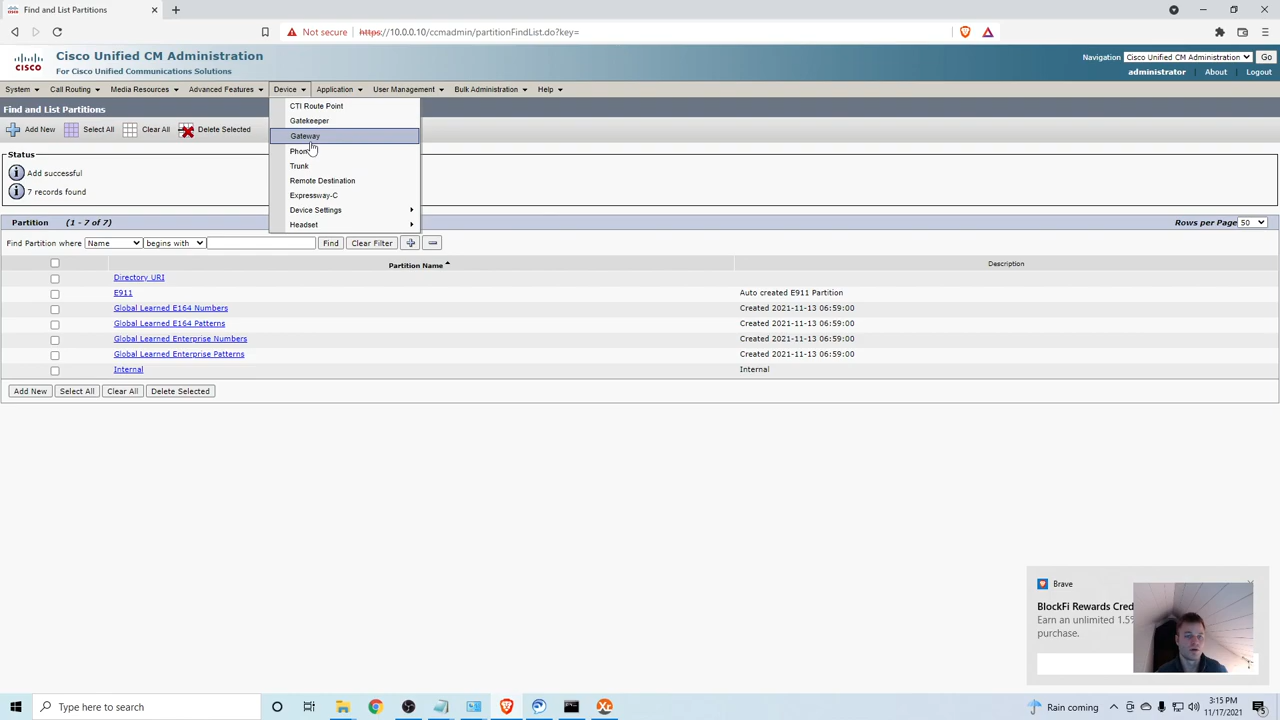 Find and List Partitions
Not secure https://10.0.0.10/ccmadmin/partitionFindList.do?key=
CISCO
Cisco Unified CM Administration
For Cisco Unified Communications Solutions
Navigation Cisco Unified CM Administration Go
administrator About Logout
System Call Routing Media Resources Advanced Features Device Application User Management Bulk Administration Help
Find and List Partitions
CTI Route Point
Gatekeeper
Gateway
Phone
Trunk
Remote Destination
Expressway-C
Device Settings
Headset
Add New Select All Clear All Delete Selected
Status
Add successful
7 records found
Partition (1 - 7 of 7) Rows per Page 50
Find Partition where Name begins with Find Clear Filter
Partition Name Description
Directory URI
E911 Auto created E911 Partition
Global Learned E164 Numbers Created 2021-11-13 06:59:00
Global Learned E164 Patterns Created 2021-11-13 06:59:00
Global Learned Enterprise Numbers Created 2021-11-13 06:59:00
Global Learned Enterprise Patterns Created 2021-11-13 06:59:00
Internal Internal
Add New Select All Clear All Delete Selected
Brave
BlockFi Rewards Cred
Earn an unlimited 1.5%
purchase.
Type here to search
Rain coming
3:15 PM
11/17/2021